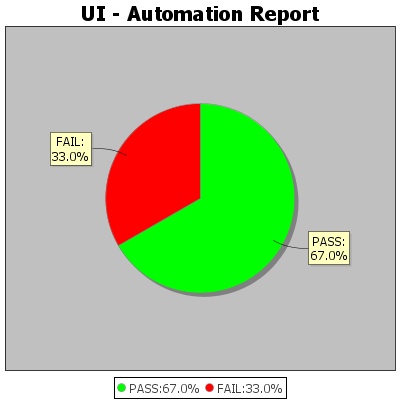 UI - Automation Report
FAIL:
33.0%
PASS:
67.0%
PASS:67.0% FAIL:33.0%